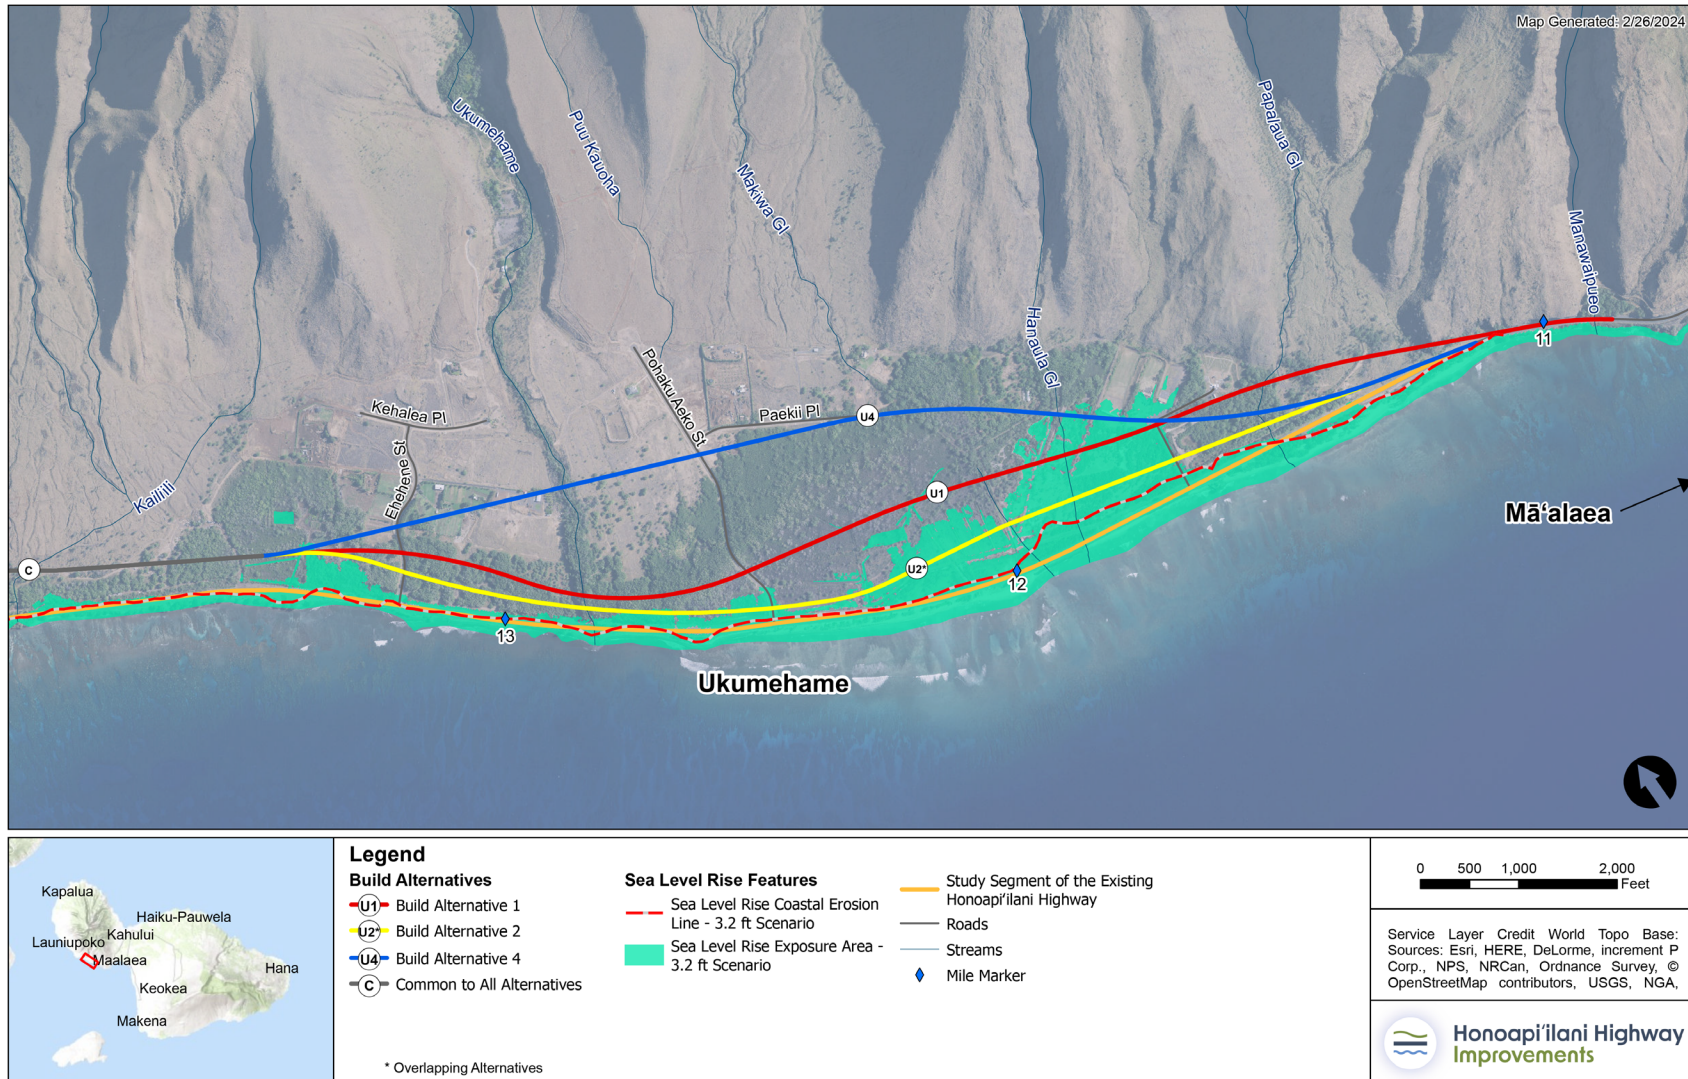 Map Generated: 2/26/2024
Ukumehame
Puu Kauoha
Makiwa Gl
Papalaua Gl
Manawaipueo
Hanaula Gl
11
Pohaku Aeko St
Kehalea Pl
Paekii Pl
U4
Ehehene St
Kailiili
U1
Māʻalaea
C
U2*
12
13
Ukumehame
Kapalua
Haiku-Pauwela
Kahului
Launiupoko
Maalaea
Hana
Keokea
Makena
Legend
Build Alternatives
U1 Build Alternative 1
U2* Build Alternative 2
U4 Build Alternative 4
C Common to All Alternatives
* Overlapping Alternatives
Sea Level Rise Features
Sea Level Rise Coastal Erosion
Line - 3.2 ft Scenario
Sea Level Rise Exposure Area -
3.2 ft Scenario
Study Segment of the Existing
Honoapiʻilani Highway
Roads
Streams
Mile Marker
0 500 1,000 2,000
Feet
Service Layer Credit World Topo Base:
Sources: Esri, HERE, DeLorme, increment P
Corp., NPS, NRCan, Ordnance Survey, ©
OpenStreetMap contributors, USGS, NGA,
Honoapiʻilani Highway
Improvements